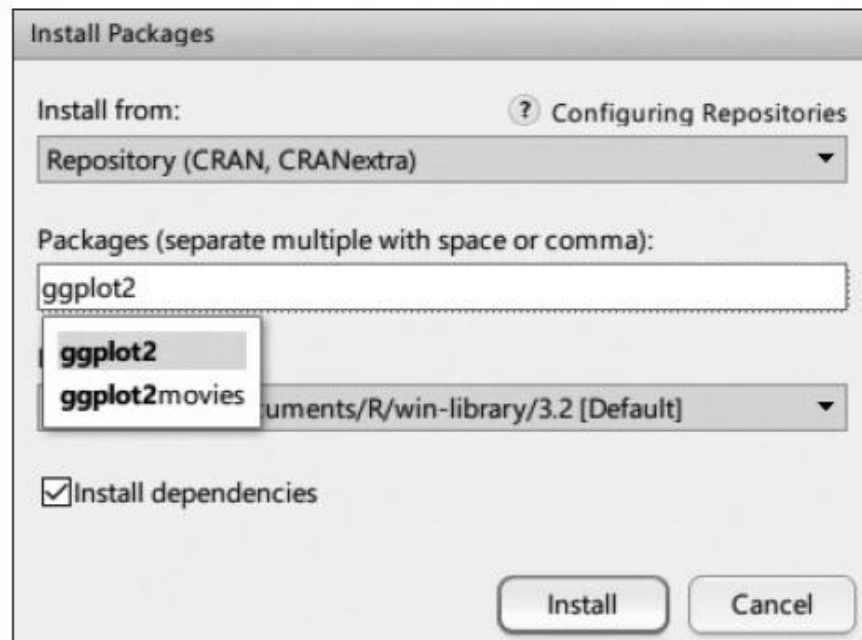 Install Packages
Install from:
? Configuring Repositories
Repository (CRAN, CRANextra)
Packages (separate multiple with space or comma):
ggplot2
ggplot2
ggplot2movies
uments/R/win-library/3.2 [Default]
Install dependencies
Install
Cancel